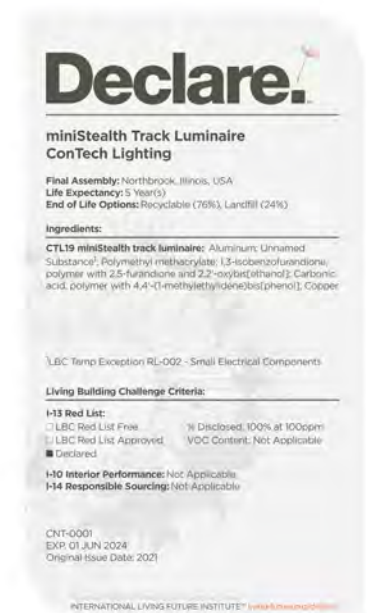 Declare.
miniStealth Track Luminaire
ConTech Lighting
Final Assembly: Northbrook, Illinois, USA
Life Expectancy: 5 Year(s)
End of Life Options: Recyclable (76%), Landfill (24%)
Ingredients:
CTL19 miniStealth track luminaire: Aluminum; Unnamed
Substance¹; Polymethyl methacrylate; 1,3-isobenzofurandione,
polymer with 2,5-furandione and 2,2'-oxybis[ethanol]; Carbonic
acid, polymer with 4,4'-(1-methylethylidene)bis[phenol]; Copper
¹LBC Temp Exception RL-002 - Small Electrical Components
Living Building Challenge Criteria:
I-13 Red List:
LBC Red List Free % Disclosed: 100% at 100ppm
LBC Red List Approved VOC Content: Not Applicable
Declared
I-10 Interior Performance: Not Applicable
I-14 Responsible Sourcing: Not Applicable
CNT-0001
EXP. 01 JUN 2024
Original Issue Date: 2021
INTERNATIONAL LIVING FUTURE INSTITUTE™